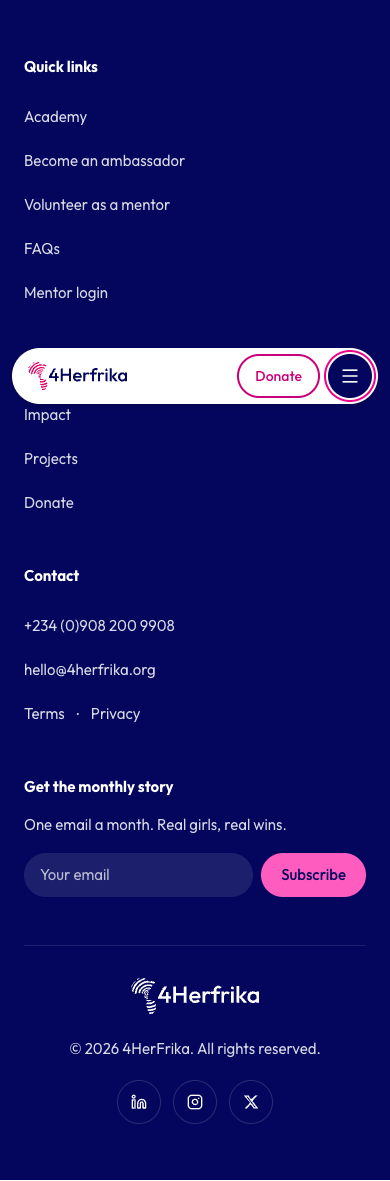 Quick links
Academy
Become an ambassador
Volunteer as a mentor
FAQs
Mentor login
4Herfrika Donate
Impact
Projects
Donate
Contact
+234 (0)908 200 9908
hello@4herfrika.org
Terms · Privacy
Get the monthly story
One email a month. Real girls, real wins.
Your email Subscribe
4Herfrika
© 2026 4HerFrika. All rights reserved.